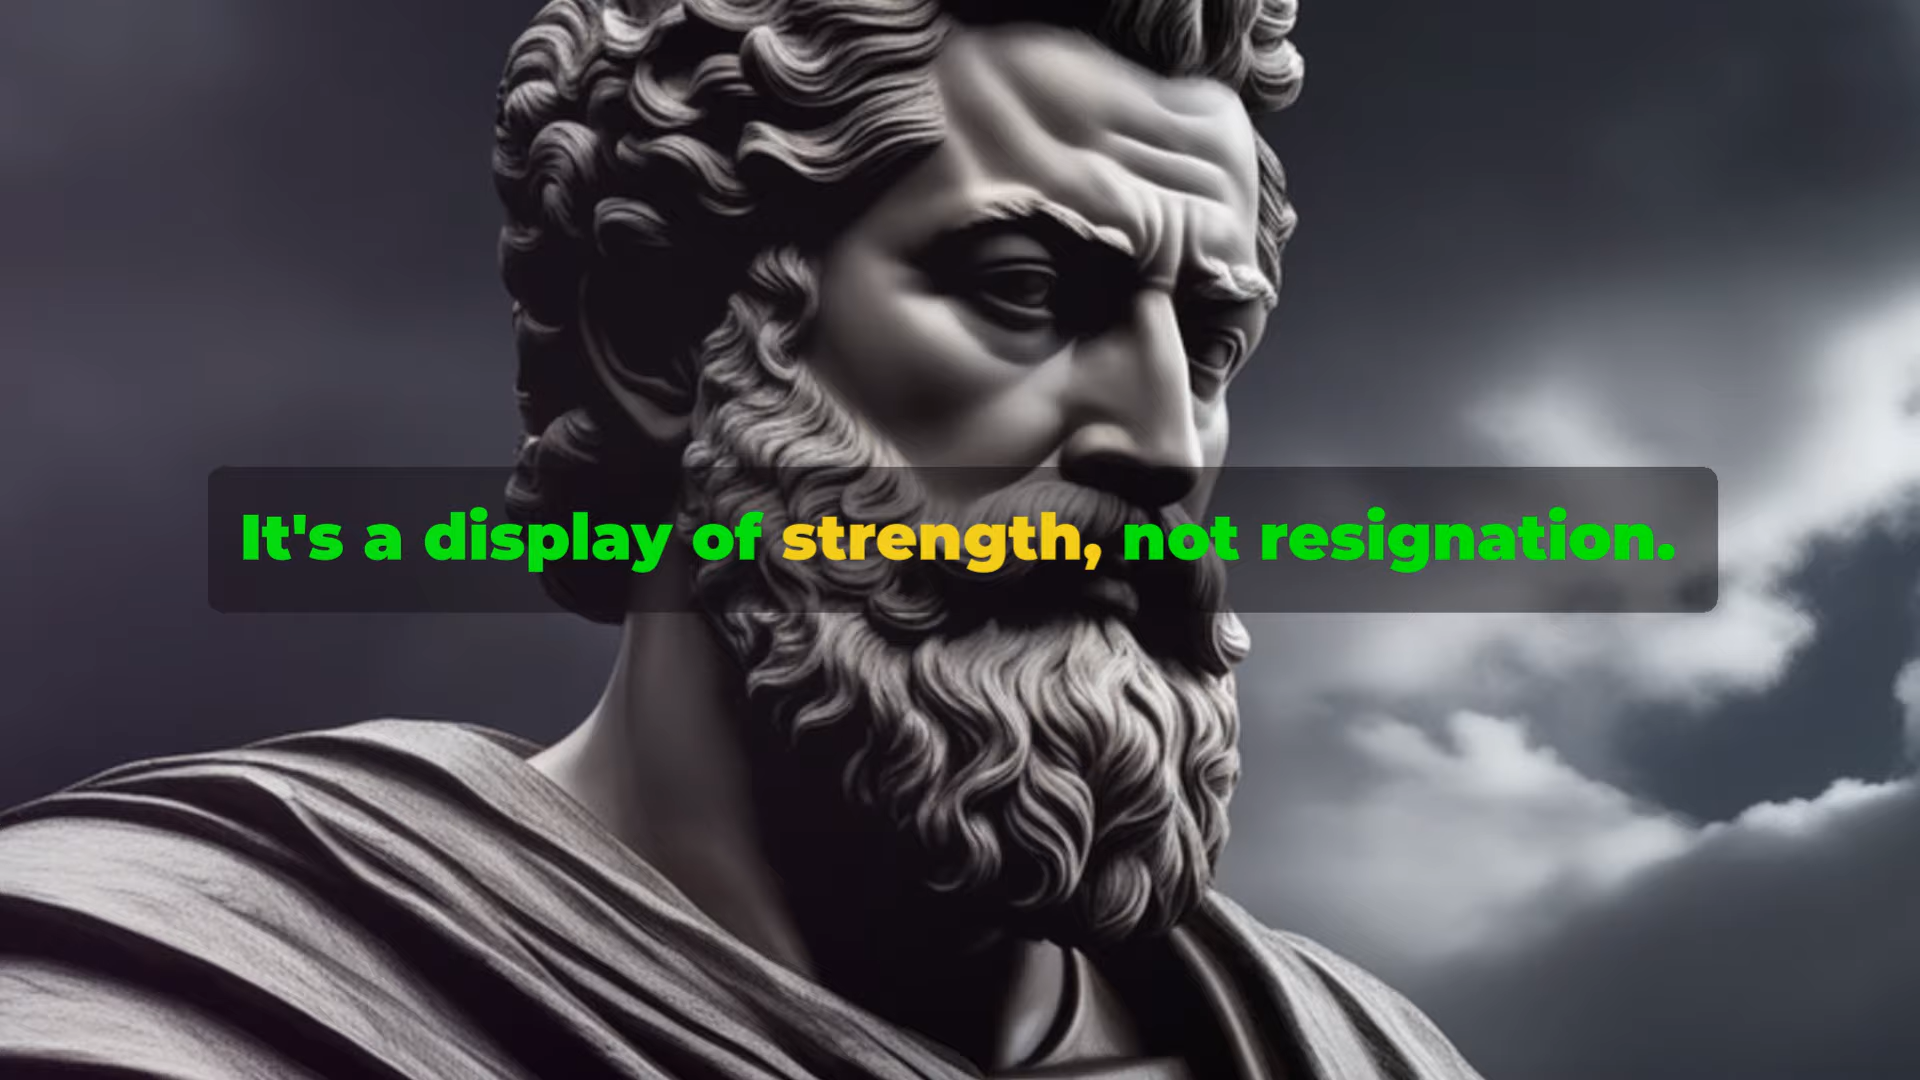 It's a display of strength, not resignation.